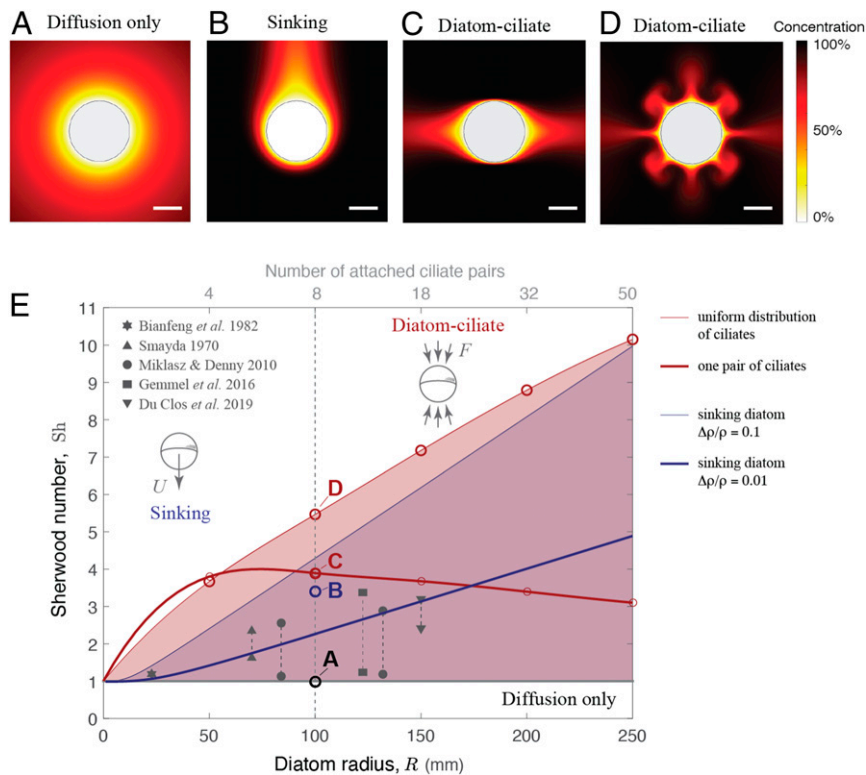 A
Diffusion only
B
Sinking
C
Diatom-ciliate
D
Diatom-ciliate
Concentration
100%
50%
0%
E
Number of attached ciliate pairs
4 8 18 32 50
11
10
9
8
7
6
5
4
3
2
1
0
Sherwood number, Sh
Bianfeng et al. 1982
Smayda 1970
Miklasz & Denny 2010
Gemmel et al. 2016
Du Clos et al. 2019
Diatom-ciliate
F
U
Sinking
D
C
B
A
Diffusion only
0 50 100 150 200 250
Diatom radius, R (mm)
uniform distribution
of ciliates
one pair of ciliates
sinking diatom
Δρ/ρ = 0.1
sinking diatom
Δρ/ρ = 0.01